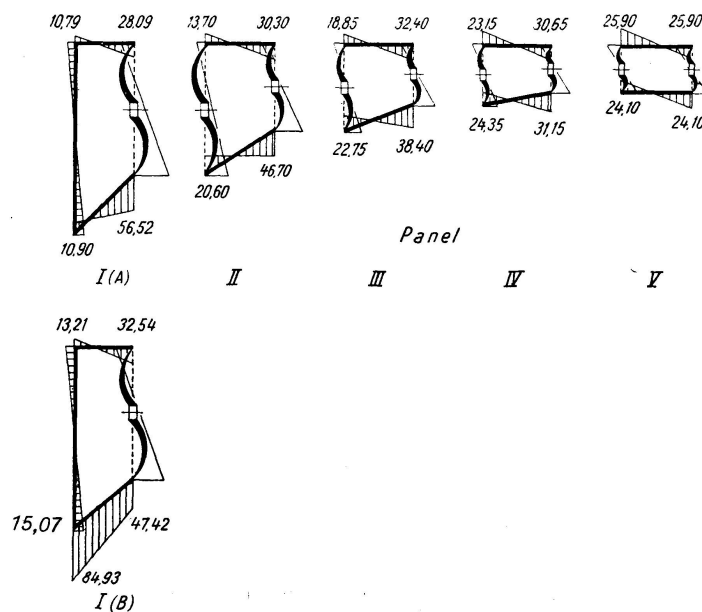 10,79 28,09 13,70 30,30 18,85 32,40 23,15 30,65 25,90 25,90
24,10 24,10
24,35 31,15
22,75 38,40
20,60 46,70
10,90 56,52
Panel
I (A) II III IV V
13,21 32,54
15,07 47,42
84,93
I (B)